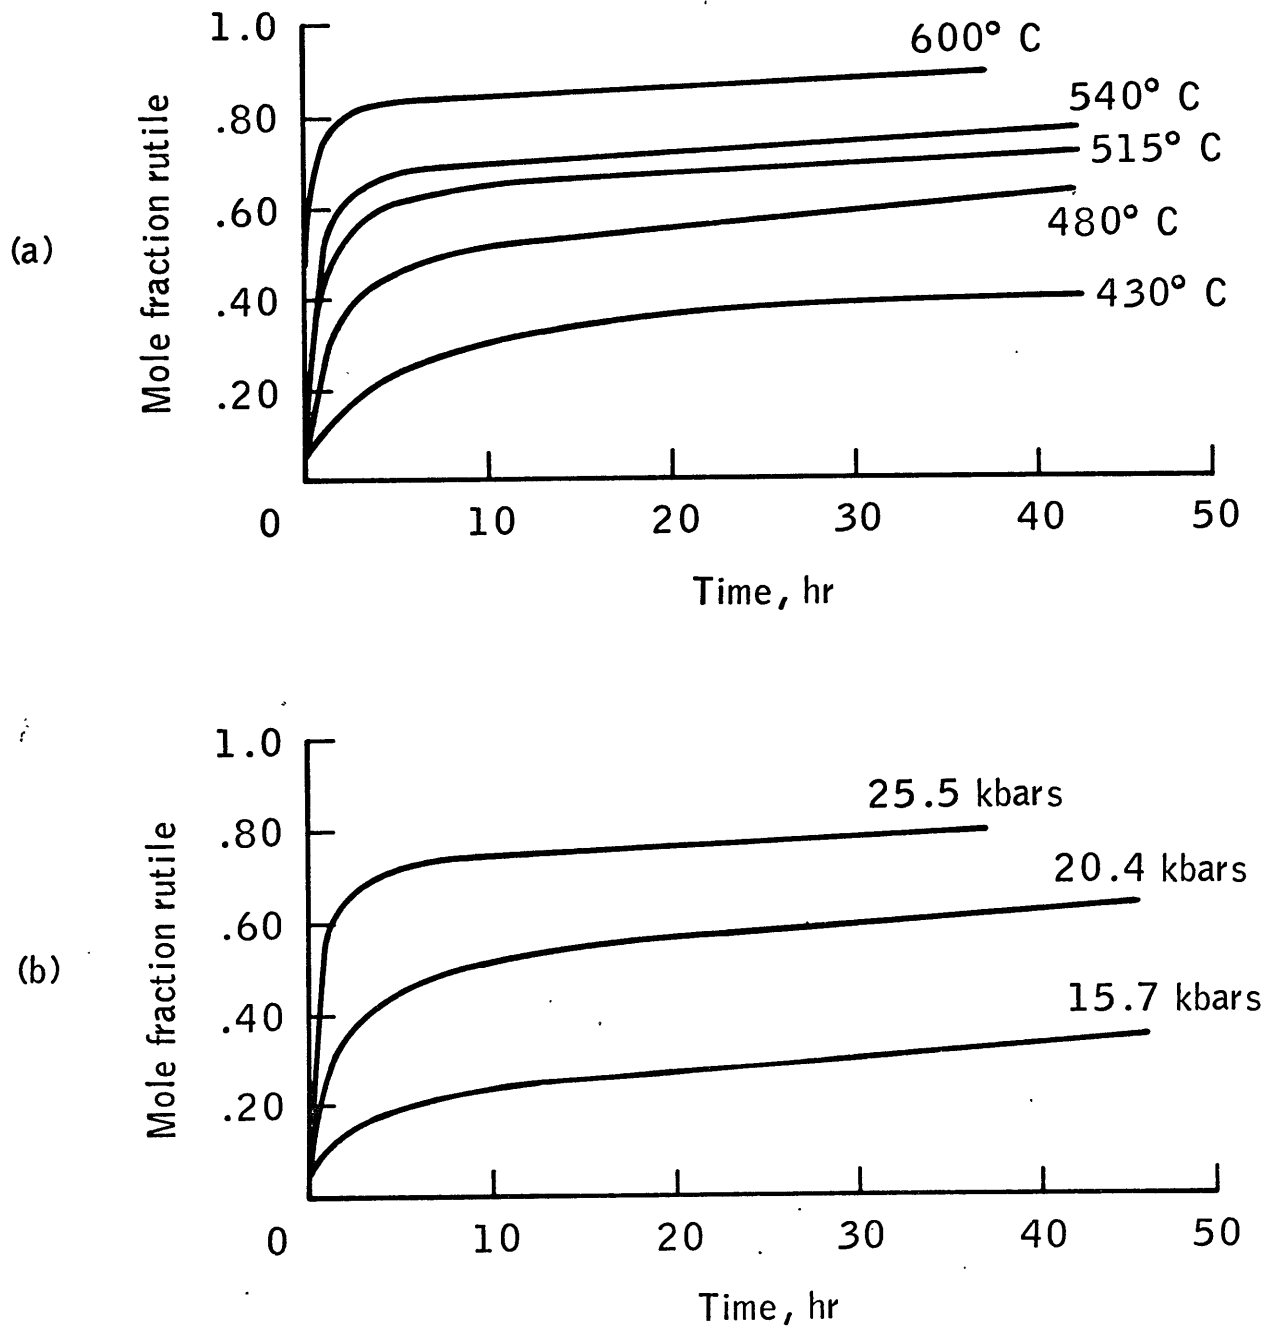 (a)
Mole fraction rutile
1.0
.80
.60
.40
.20
0
10
20
30
40
50
Time, hr
600° C
540° C
515° C
480° C
430° C
(b)
Mole fraction rutile
1.0
.80
.60
.40
.20
0
10
20
30
40
50
Time, hr
25.5 kbars
20.4 kbars
15.7 kbars